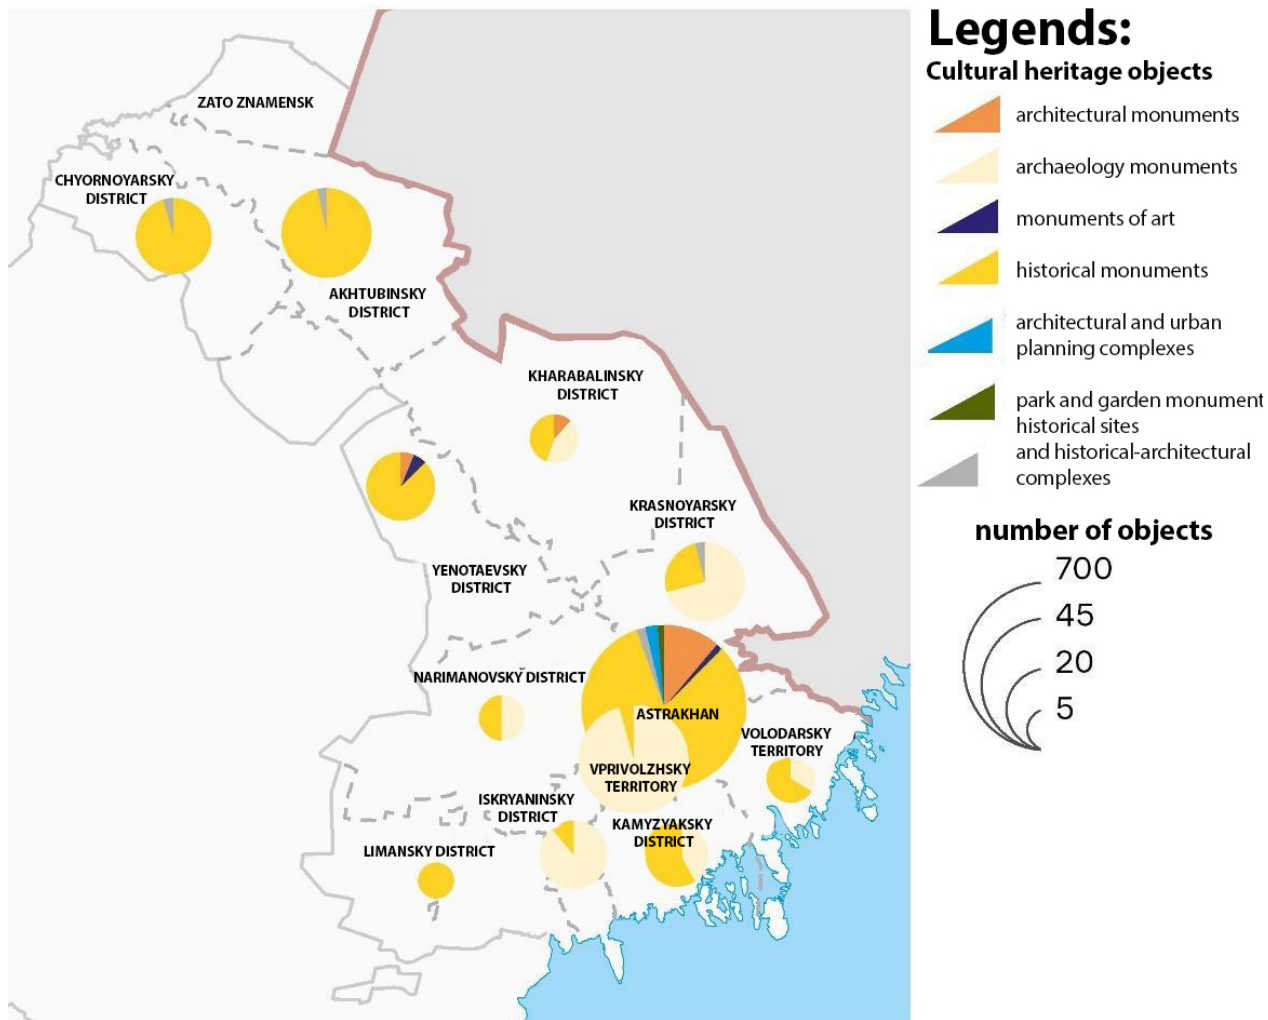 ZATO ZNAMENSK
CHYORNOYARSKY
DISTRICT
AKHTUBINSKY
DISTRICT
KHARABALINSKY
DISTRICT
KRASNOYARSKY
DISTRICT
YENOTAEVSKY
DISTRICT
NARIMANOVSKY̆ DISTRICT
ASTRAKHAN
VOLODARSKY
TERRITORY
VPRIVOLZHSKY
TERRITORY
ISKRYANINSKY
DISTRICT
KAMYZYAKSKY
DISTRICT
LIMANSKY DISTRICT
Legends:
Cultural heritage objects
architectural monuments
archaeology monuments
monuments of art
historical monuments
architectural and urban
planning complexes
park and garden monument
historical sites
and historical-architectural
complexes
number of objects
700
45
20
5